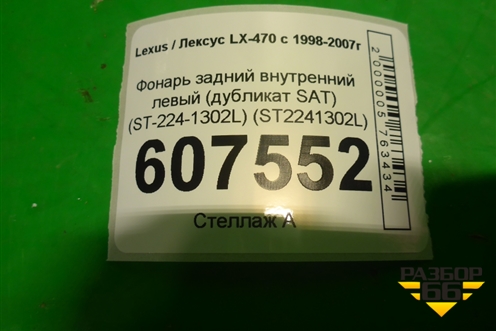 Lexus / Лексус LX-470 с 1998-2007г
Фонарь задний внутренний
левый (дубликат SAT)
(ST-224-1302L) (ST2241302L)
607552
Стеллаж А
2000005763434
РАЗБОР
66